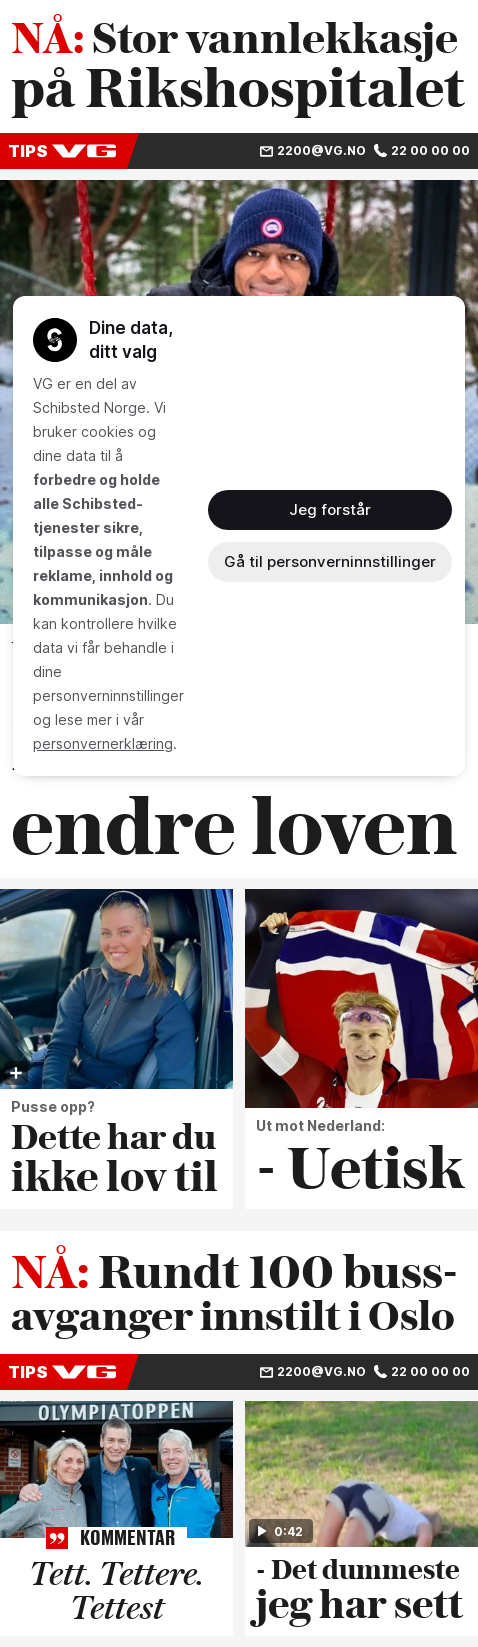 NÅ: Stor vannlekkasje
på Rikshospitalet
TIPS VG
2200@VG.NO 22 00 00 00
Dine data,
ditt valg
VG er en del av
Schibsted Norge. Vi
bruker cookies og
dine data til å
forbedre og holde
alle Schibsted-
tjenester sikre,
tilpasse og måle
reklame, innhold og
kommunikasjon. Du
kan kontrollere hvilke
data vi får behandle i
dine
personverninnstillinger
og lese mer i vår
personvernerklæring.
Jeg forstår
Gå til personverninnstillinger
endre loven
Pusse opp?
Dette har du
ikke lov til
Ut mot Nederland:
- Uetisk
NÅ: Rundt 100 buss-
avganger innstilt i Oslo
TIPS VG
2200@VG.NO 22 00 00 00
OLYMPIATOPPEN
KOMMENTAR
Tett. Tettere.
Tettest
0:42
- Det dummeste
jeg har sett